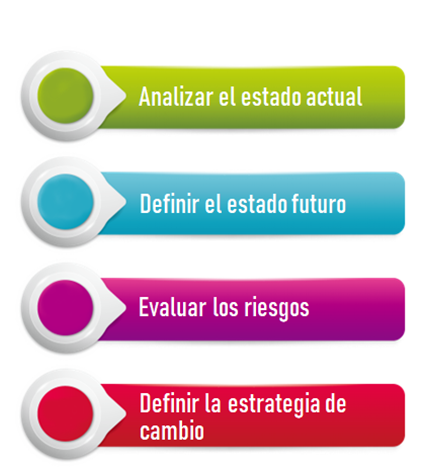 Analizar el estado actual
Definir el estado futuro
Evaluar los riesgos
Definir la estrategia de
cambio